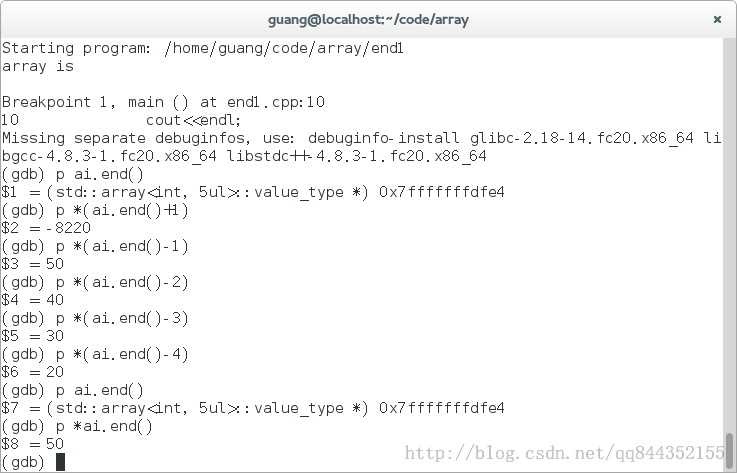 guang@localhost:~/code/array
×
Starting program: /home/guang/code/array/end1
array is
Breakpoint 1, main () at end1.cpp:10
10 cout<<endl;
Missing separate debuginfos, use: debuginfo-install glibc-2.18-14.fc20.x86_64 li
bgcc-4.8.3-1.fc20.x86_64 libstdc++-4.8.3-1.fc20.x86_64
(gdb) p ai.end()
$1 = (std::array<int, 5ul>::value_type *) 0x7fffffffdfe4
(gdb) p *(ai.end()+1)
$2 = -8220
(gdb) p *(ai.end()-1)
$3 = 50
(gdb) p *(ai.end()-2)
$4 = 40
(gdb) p *(ai.end()-3)
$5 = 30
(gdb) p *(ai.end()-4)
$6 = 20
(gdb) p ai.end()
$7 = (std::array<int, 5ul>::value_type *) 0x7fffffffdfe4
(gdb) p *ai.end()
$8 = 50
(gdb)
http://blog.csdn.net/qq844352155